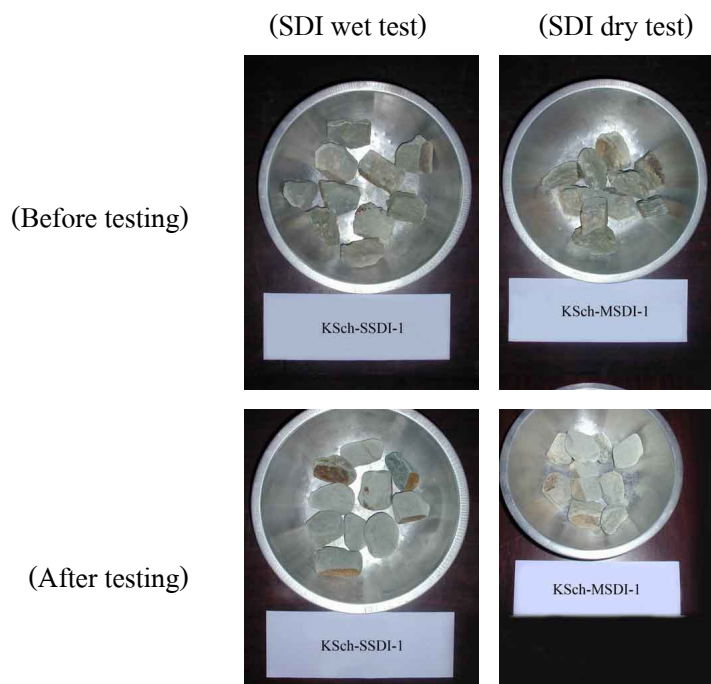 (SDI wet test)
(SDI dry test)
(Before testing)
KSch-SSDI-1
KSch-MSDI-1
(After testing)
KSch-SSDI-1
KSch-MSDI-1